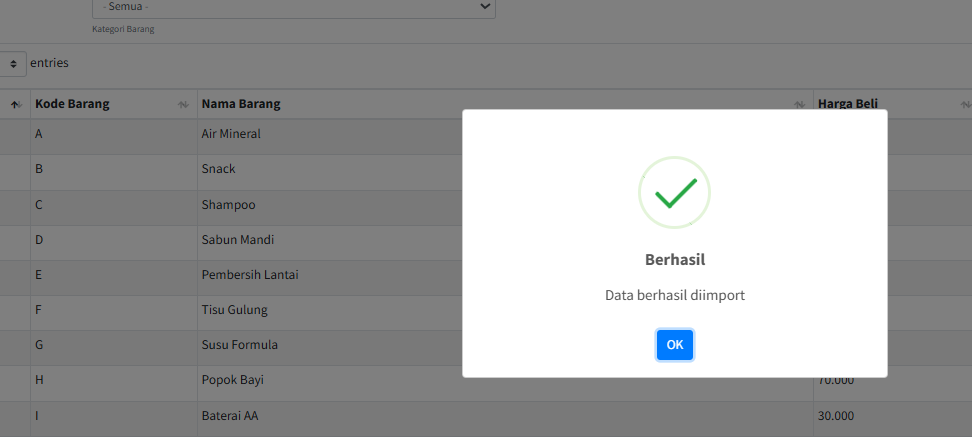 - Semua -
Kategori Barang
entries
Kode Barang Nama Barang Harga Beli
A Air Mineral
B Snack
C Shampoo
D Sabun Mandi
E Pembersih Lantai
F Tisu Gulung
G Susu Formula
H Popok Bayi 70.000
I Baterai AA 30.000
Berhasil
Data berhasil diimport
OK